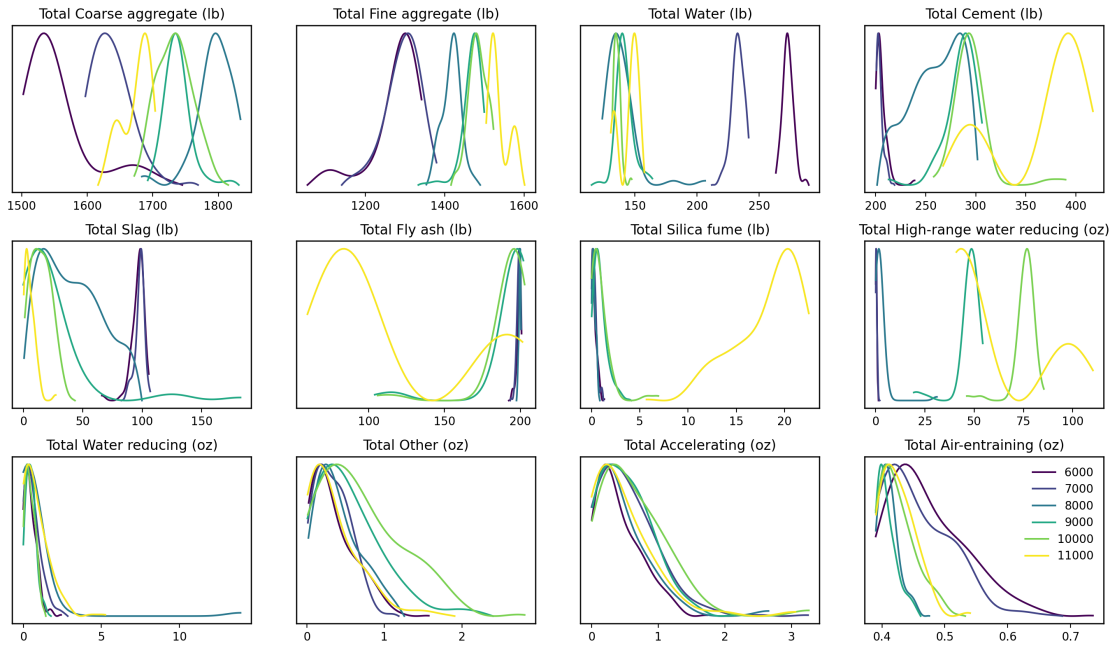 Total Coarse aggregate (lb)
Total Fine aggregate (lb)
Total Water (lb)
Total Cement (lb)
1500 1600 1700 1800
1200 1400 1600
150 200 250
200 250 300 350 400
Total Slag (lb)
Total Fly ash (lb)
Total Silica fume (lb)
Total High-range water reducing (oz)
0 50 100 150
100 150 200
0 5 10 15 20
0 25 50 75 100
Total Water reducing (oz)
Total Other (oz)
Total Accelerating (oz)
Total Air-entraining (oz)
6000
7000
8000
9000
10000
11000
0 5 10
0 1 2
0 1 2 3
0.4 0.5 0.6 0.7